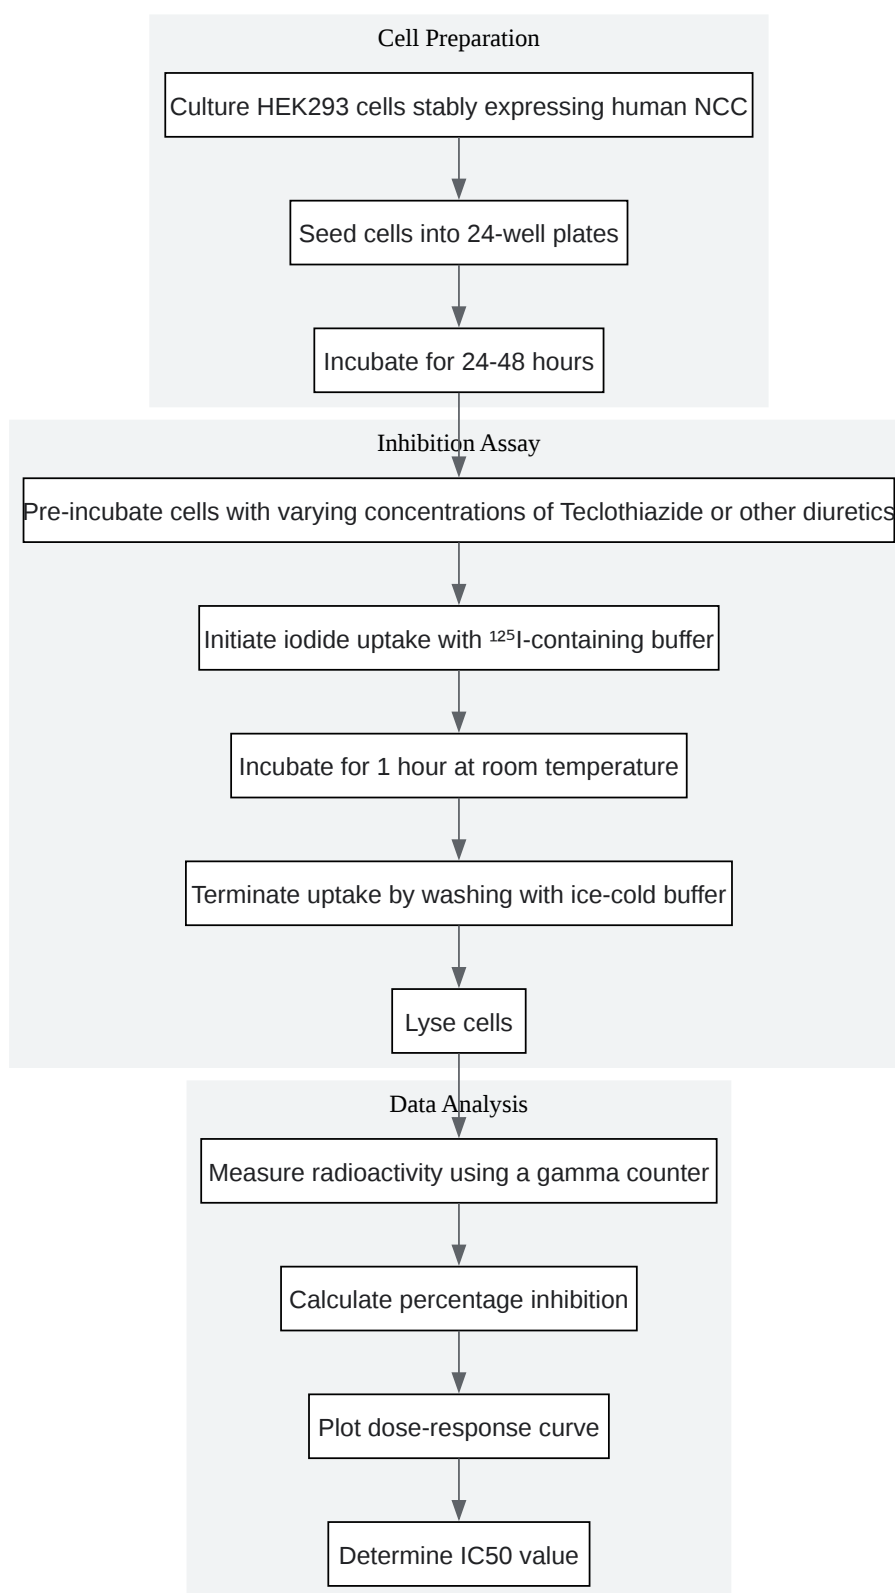 Cell Preparation
Culture HEK293 cells stably expressing human NCC
Seed cells into 24-well plates
Incubate for 24-48 hours
Inhibition Assay
Pre-incubate cells with varying concentrations of Teclothiazide or other diuretics
Initiate iodide uptake with ¹²⁵I-containing buffer
Incubate for 1 hour at room temperature
Terminate uptake by washing with ice-cold buffer
Lyse cells
Data Analysis
Measure radioactivity using a gamma counter
Calculate percentage inhibition
Plot dose-response curve
Determine IC50 value